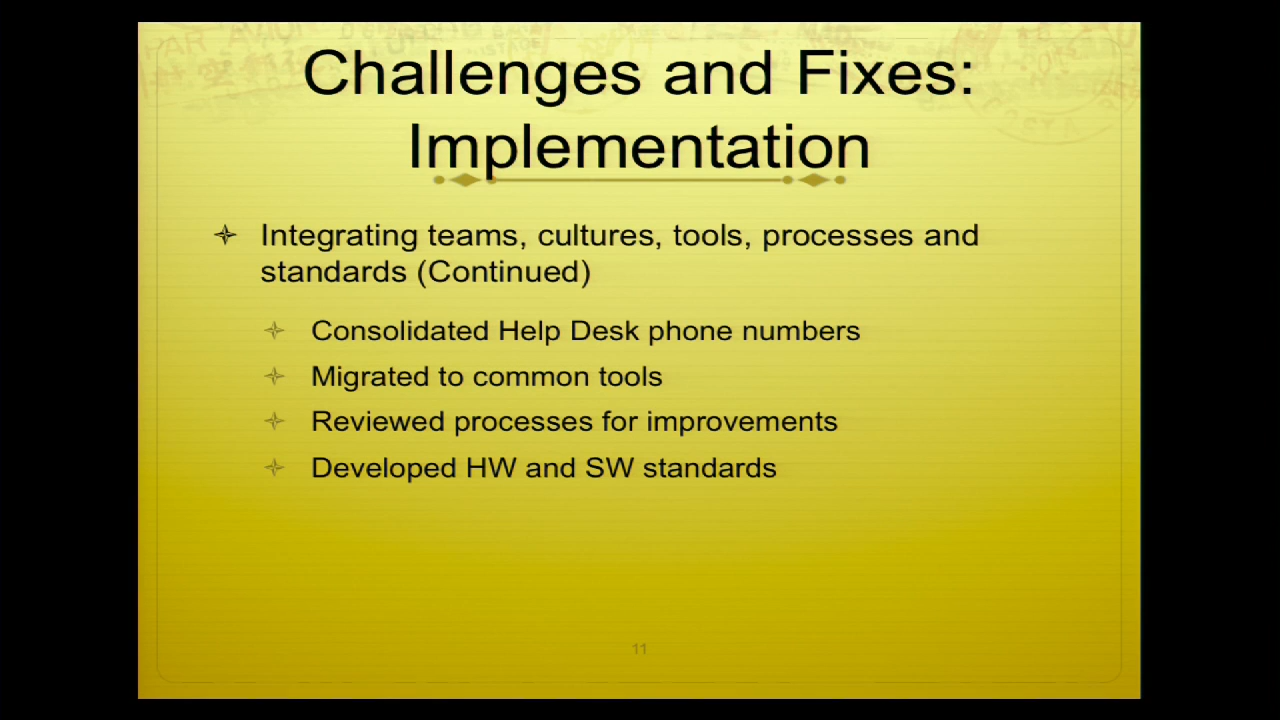 Challenges and Fixes:
Implementation
Integrating teams, cultures, tools, processes and
standards (Continued)
Consolidated Help Desk phone numbers
Migrated to common tools
Reviewed processes for improvements
Developed HW and SW standards
11